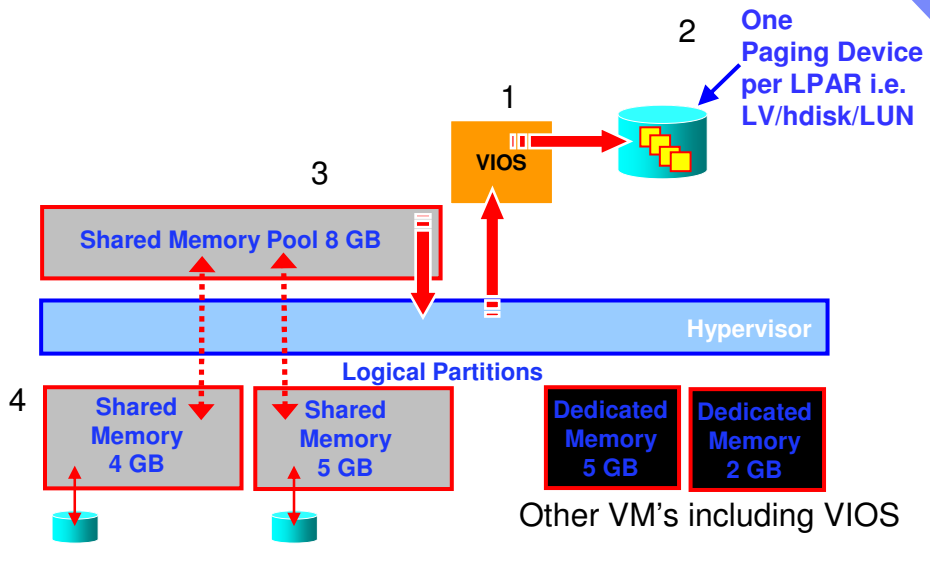 2
One
Paging Device
per LPAR i.e.
LV/hdisk/LUN
1
VIOS
3
Shared Memory Pool 8 GB
Hypervisor
Logical Partitions
4
Shared
Memory
4 GB
Shared
Memory
5 GB
Dedicated
Memory
5 GB
Dedicated
Memory
2 GB
Other VM's including VIOS